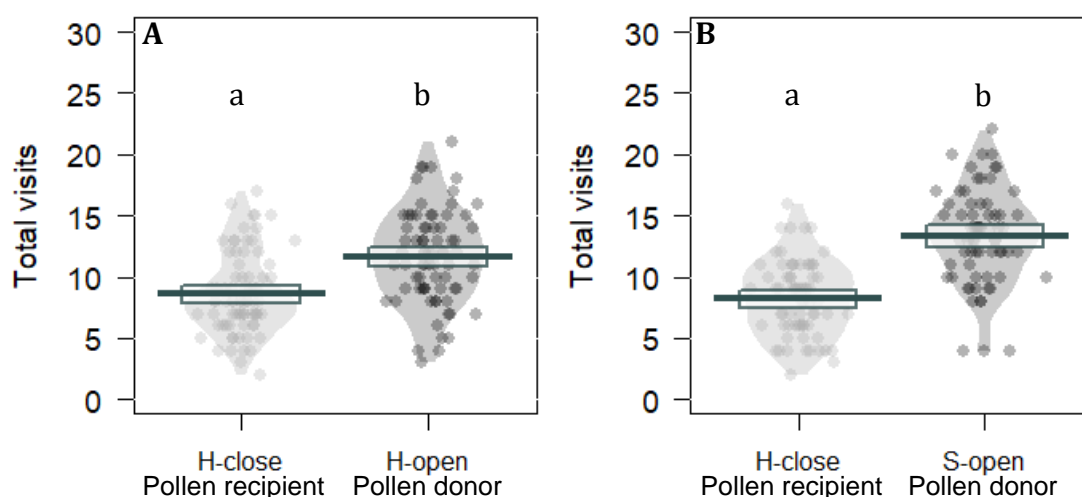 A
Total visits
30
25
20
15
10
5
0
a b
H-close H-open
Pollen recipient Pollen donor
B
Total visits
30
25
20
15
10
5
0
a b
H-close S-open
Pollen recipient Pollen donor